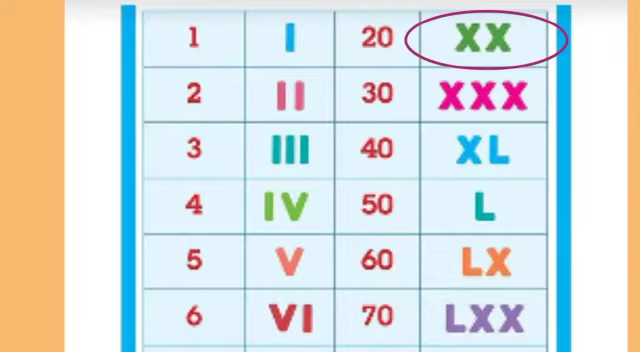 1 I 20 XX
2 II 30 XXX
3 III 40 XL
4 IV 50 L
5 V 60 LX
6 VI 70 LXX